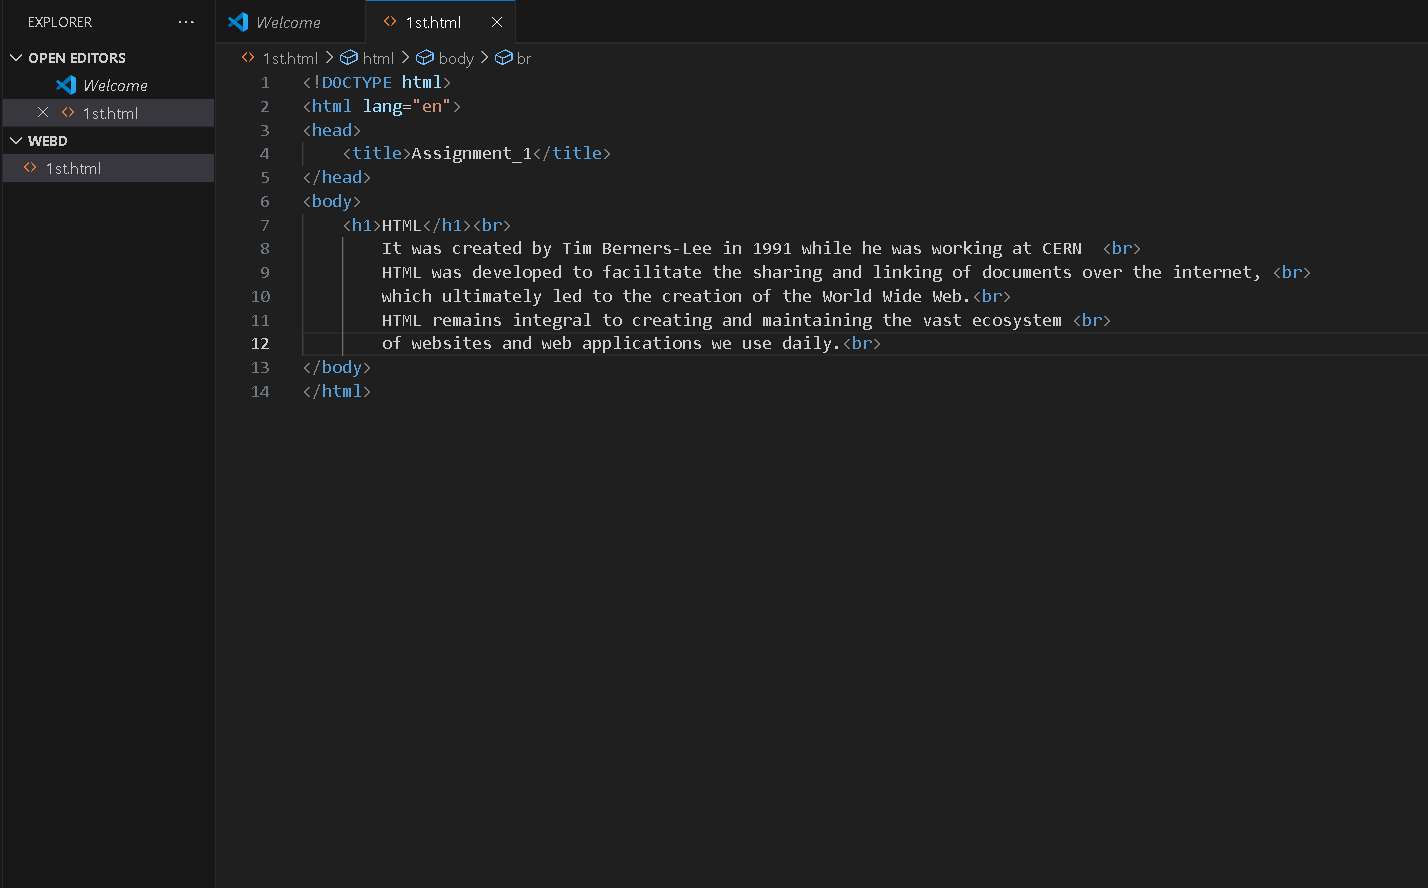 EXPLORER ...
OPEN EDITORS
Welcome
1st.html
WEBD
1st.html
Welcome 1st.html
1st.html > html > body > br
1 <!DOCTYPE html>
2 <html lang="en">
3 <head>
4     <title>Assignment_1</title>
5 </head>
6 <body>
7     <h1>HTML</h1><br>
8         It was created by Tim Berners-Lee in 1991 while he was working at CERN  <br>
9         HTML was developed to facilitate the sharing and linking of documents over the internet, <br>
10         which ultimately led to the creation of the World Wide Web.<br>
11         HTML remains integral to creating and maintaining the vast ecosystem <br>
12         of websites and web applications we use daily.<br>
13 </body>
14 </html>